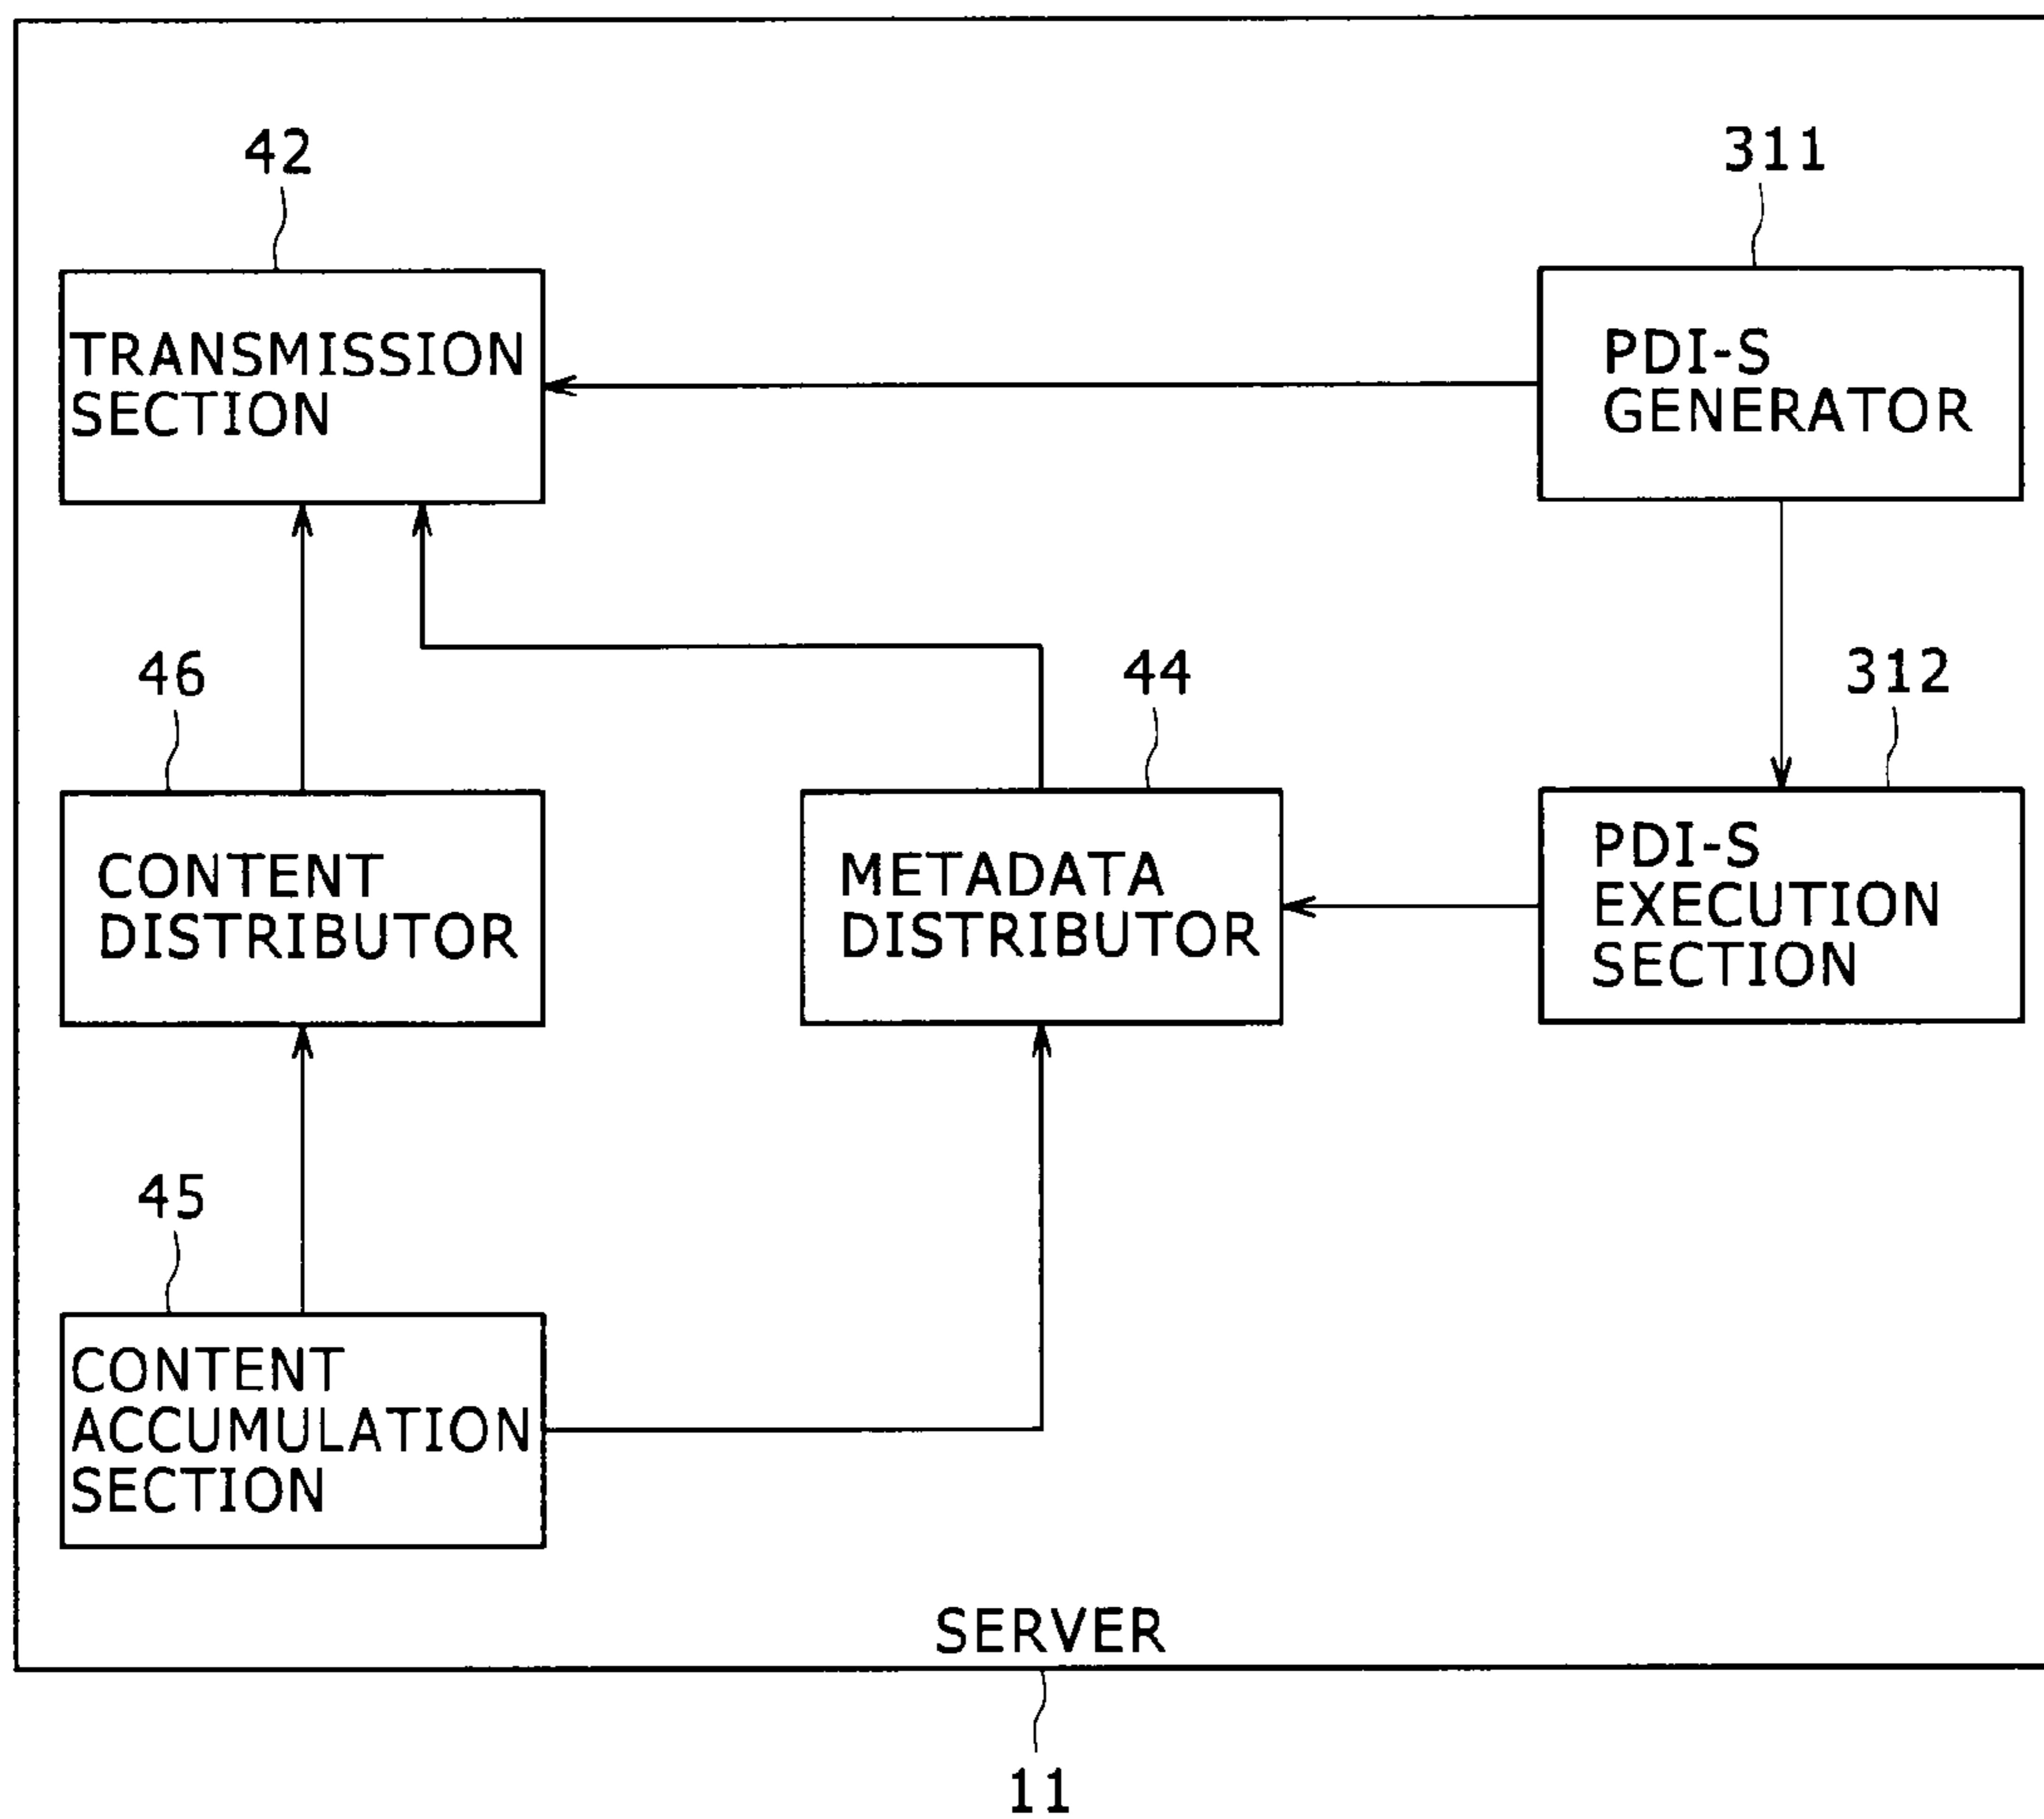 42
311
TRANSMISSION
SECTION
PDI-S
GENERATOR
46
44
312
CONTENT
DISTRIBUTOR
METADATA
DISTRIBUTOR
PDI-S
EXECUTION
SECTION
45
CONTENT
ACCUMULATION
SECTION
SERVER
11